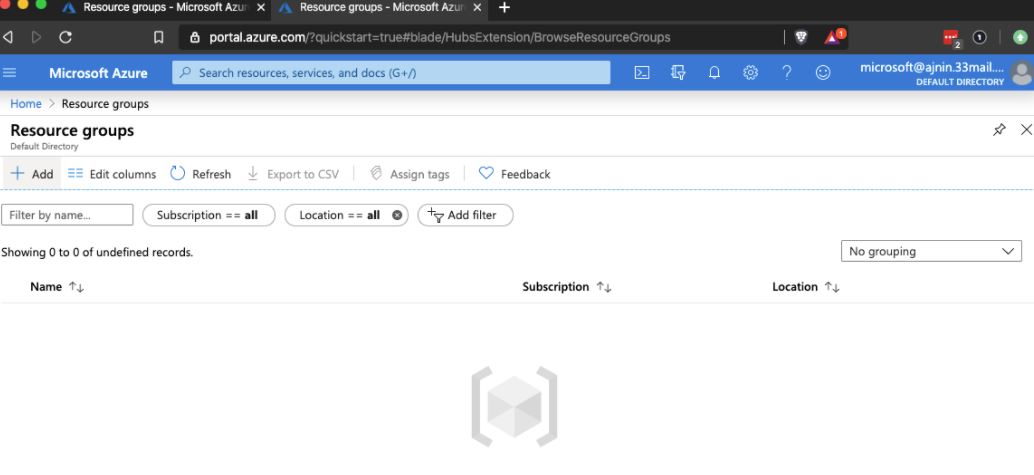 Resource groups - Microsoft Azu Resource groups - Microsoft Azu
portal.azure.com/?quickstart=true#blade/HubsExtension/BrowseResourceGroups 1 2 1
Microsoft Azure Search resources, services, and docs (G+/) microsoft@ajnin.33mail....
DEFAULT DIRECTORY
Home > Resource groups
Resource groups
Default Directory
Add Edit columns Refresh Export to CSV Assign tags Feedback
Filter by name... Subscription == all Location == all Add filter
Showing 0 to 0 of undefined records. No grouping
Name Subscription Location